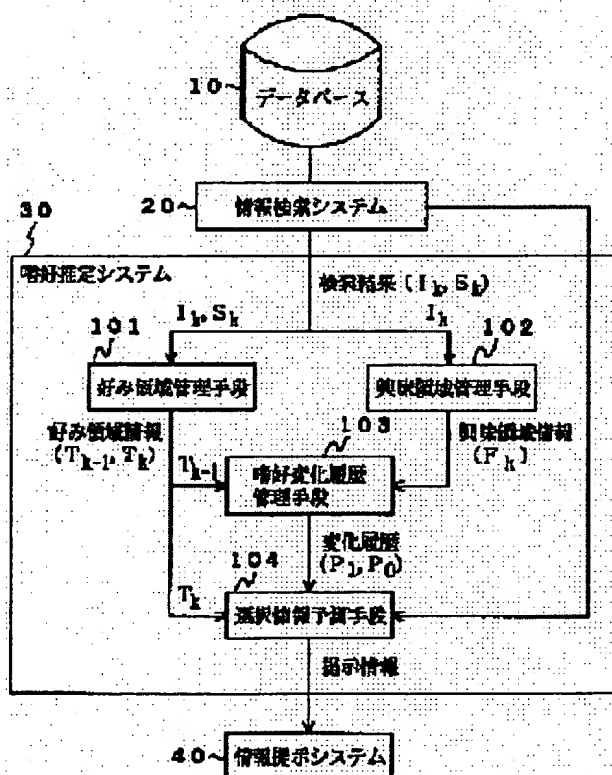 10
データベース
30
20
情報検索システム
嗜好推定システム
検索結果(I_k, S_k)
I_k, S_k
I_k
101
102
好み領域管理手段
興味領域管理手段
好み領域情報
(T_{k-1}, T_k)
103
興味領域情報
(F_k)
T_{k-1}
嗜好変化履歴
管理手段
変化履歴
(P_1, P_0)
104
T_k
選択情報予測手段
提示情報
40
情報提示システム